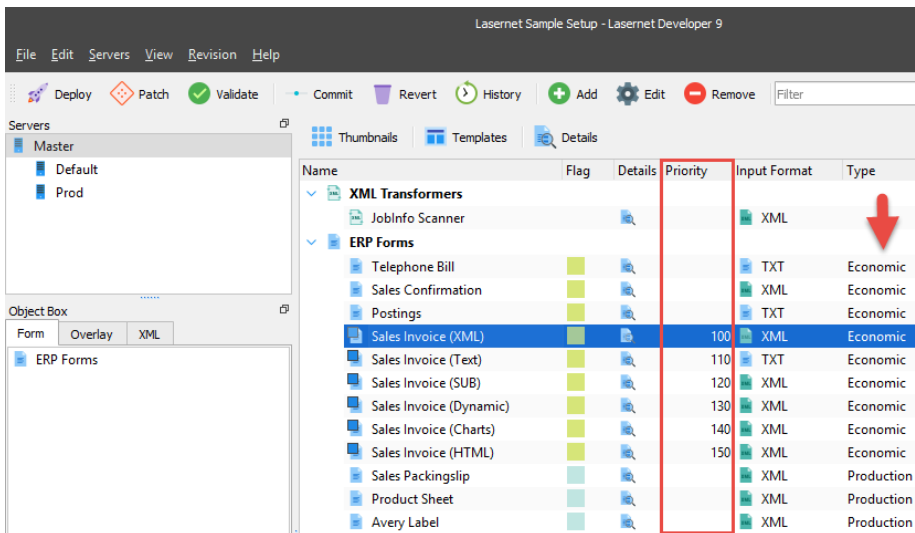 Lasernet Sample Setup - Lasernet Developer 9
File Edit Servers View Revision Help
Deploy Patch Validate Commit Revert History Add Edit Remove Filter
Servers
Master
Default
Prod
Thumbnails Templates Details
Name Flag Details Priority Input Format Type
XML Transformers
JobInfo Scanner XML
ERP Forms
Telephone Bill TXT Economic
Sales Confirmation XML Economic
Postings TXT Economic
Sales Invoice (XML) 100 XML Economic
Sales Invoice (Text) 110 TXT Economic
Sales Invoice (SUB) 120 XML Economic
Sales Invoice (Dynamic) 130 XML Economic
Sales Invoice (Charts) 140 XML Economic
Sales Invoice (HTML) 150 XML Economic
Sales Packingslip XML Production
Product Sheet XML Production
Avery Label XML Production
Object Box
Form Overlay XML
ERP Forms